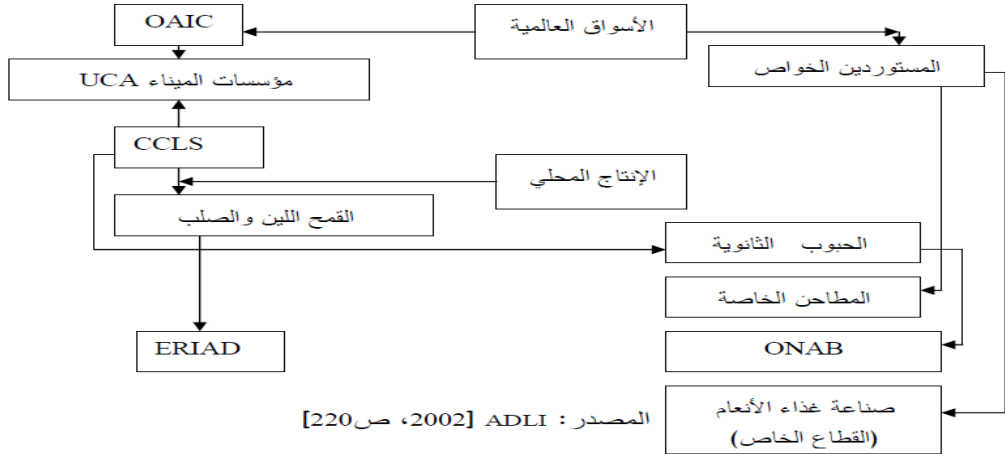 OAIC
الأسواق العالمية
المستوردين الخواص
مؤسسات الميناء UCA
CCLS
الإنتاج المحلي
القمح اللين والصلب
الحبوب الثانوية
المطاحن الخاصة
ERIAD
ONAB
صناعة غذاء الأنعام
(القطاع الخاص)
المصدر: ADLI [2002، ص220]